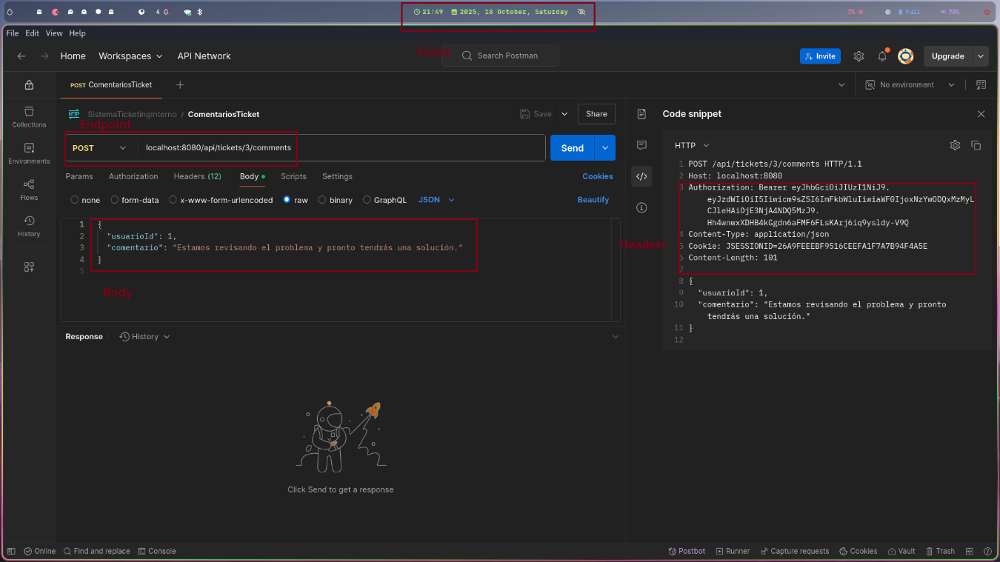 4
21:49 2025, 18 October, Saturday
7%
Full
70%
File Edit View Help
Home Workspaces API Network
Fecha
Search Postman
Invite
Upgrade
POST ComentariosTicket
No environment
Collections
Environments
Flows
History
HTTP SistemaTicketingInterno / ComentariosTicket
Save
Share
Endpoint
POST localhost:8080/api/tickets/3/comments
Send
Params Authorization Headers (12) Body Scripts Settings Cookies
none form-data x-www-form-urlencoded raw binary GraphQL JSON Beautify
1 {
2 "usuarioId": 1,
3 "comentario": "Estamos revisando el problema y pronto tendrás una solución."
4 }
5
Body
Response History
Click Send to get a response
Code snippet
HTTP
1 POST /api/tickets/3/comments HTTP/1.1
2 Host: localhost:8080
3 Authorization: Bearer eyJhbGciOiJIUzI1NiJ9.
eyJzdWIiOiI5Iiwicm9sZSI6ImFkbWluIiwiaWF0IjoxNzYwODQxMzMyL
CJleHAiOjE3NjA4NDQ5MzJ9.
Hh4wnwxXDHB4kGgdn6aFMF6FLsKArj6iq9ysldy-V9Q
4 Content-Type: application/json
5 Cookie: JSESSIONID=26A9FEEEBF9516CEEFA1F7A7B94F4A5E
6 Content-Length: 101
7
8 {
9 "usuarioId": 1,
10 "comentario": "Estamos revisando el problema y pronto
tendrás una solución."
11 }
12
Headers
Online Find and replace Console
Postbot Runner Capture requests Cookies Vault Trash